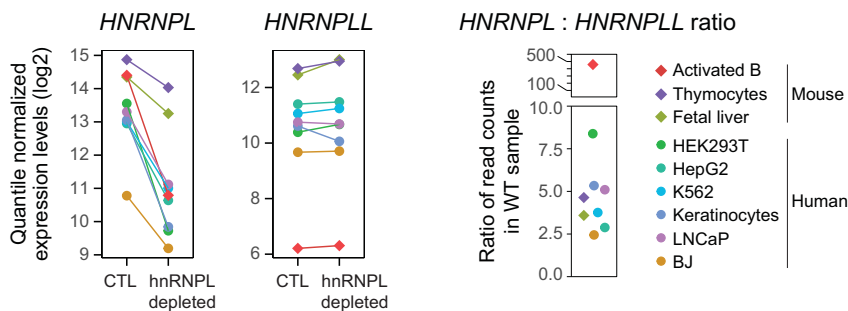 HNRNPL
HNRNPLL
HNRNPL : HNRNPLL ratio
Quantile normalized
expression levels (log2)
15
14
13
12
11
10
9
CTL
hnRNPL
depleted
12
10
8
6
CTL
hnRNPL
depleted
Ratio of read counts
in WT sample
500
100
10.0
7.5
5.0
2.5
0.0
Activated B
Thymocytes
Fetal liver
Mouse
HEK293T
HepG2
K562
Keratinocytes
LNCaP
BJ
Human